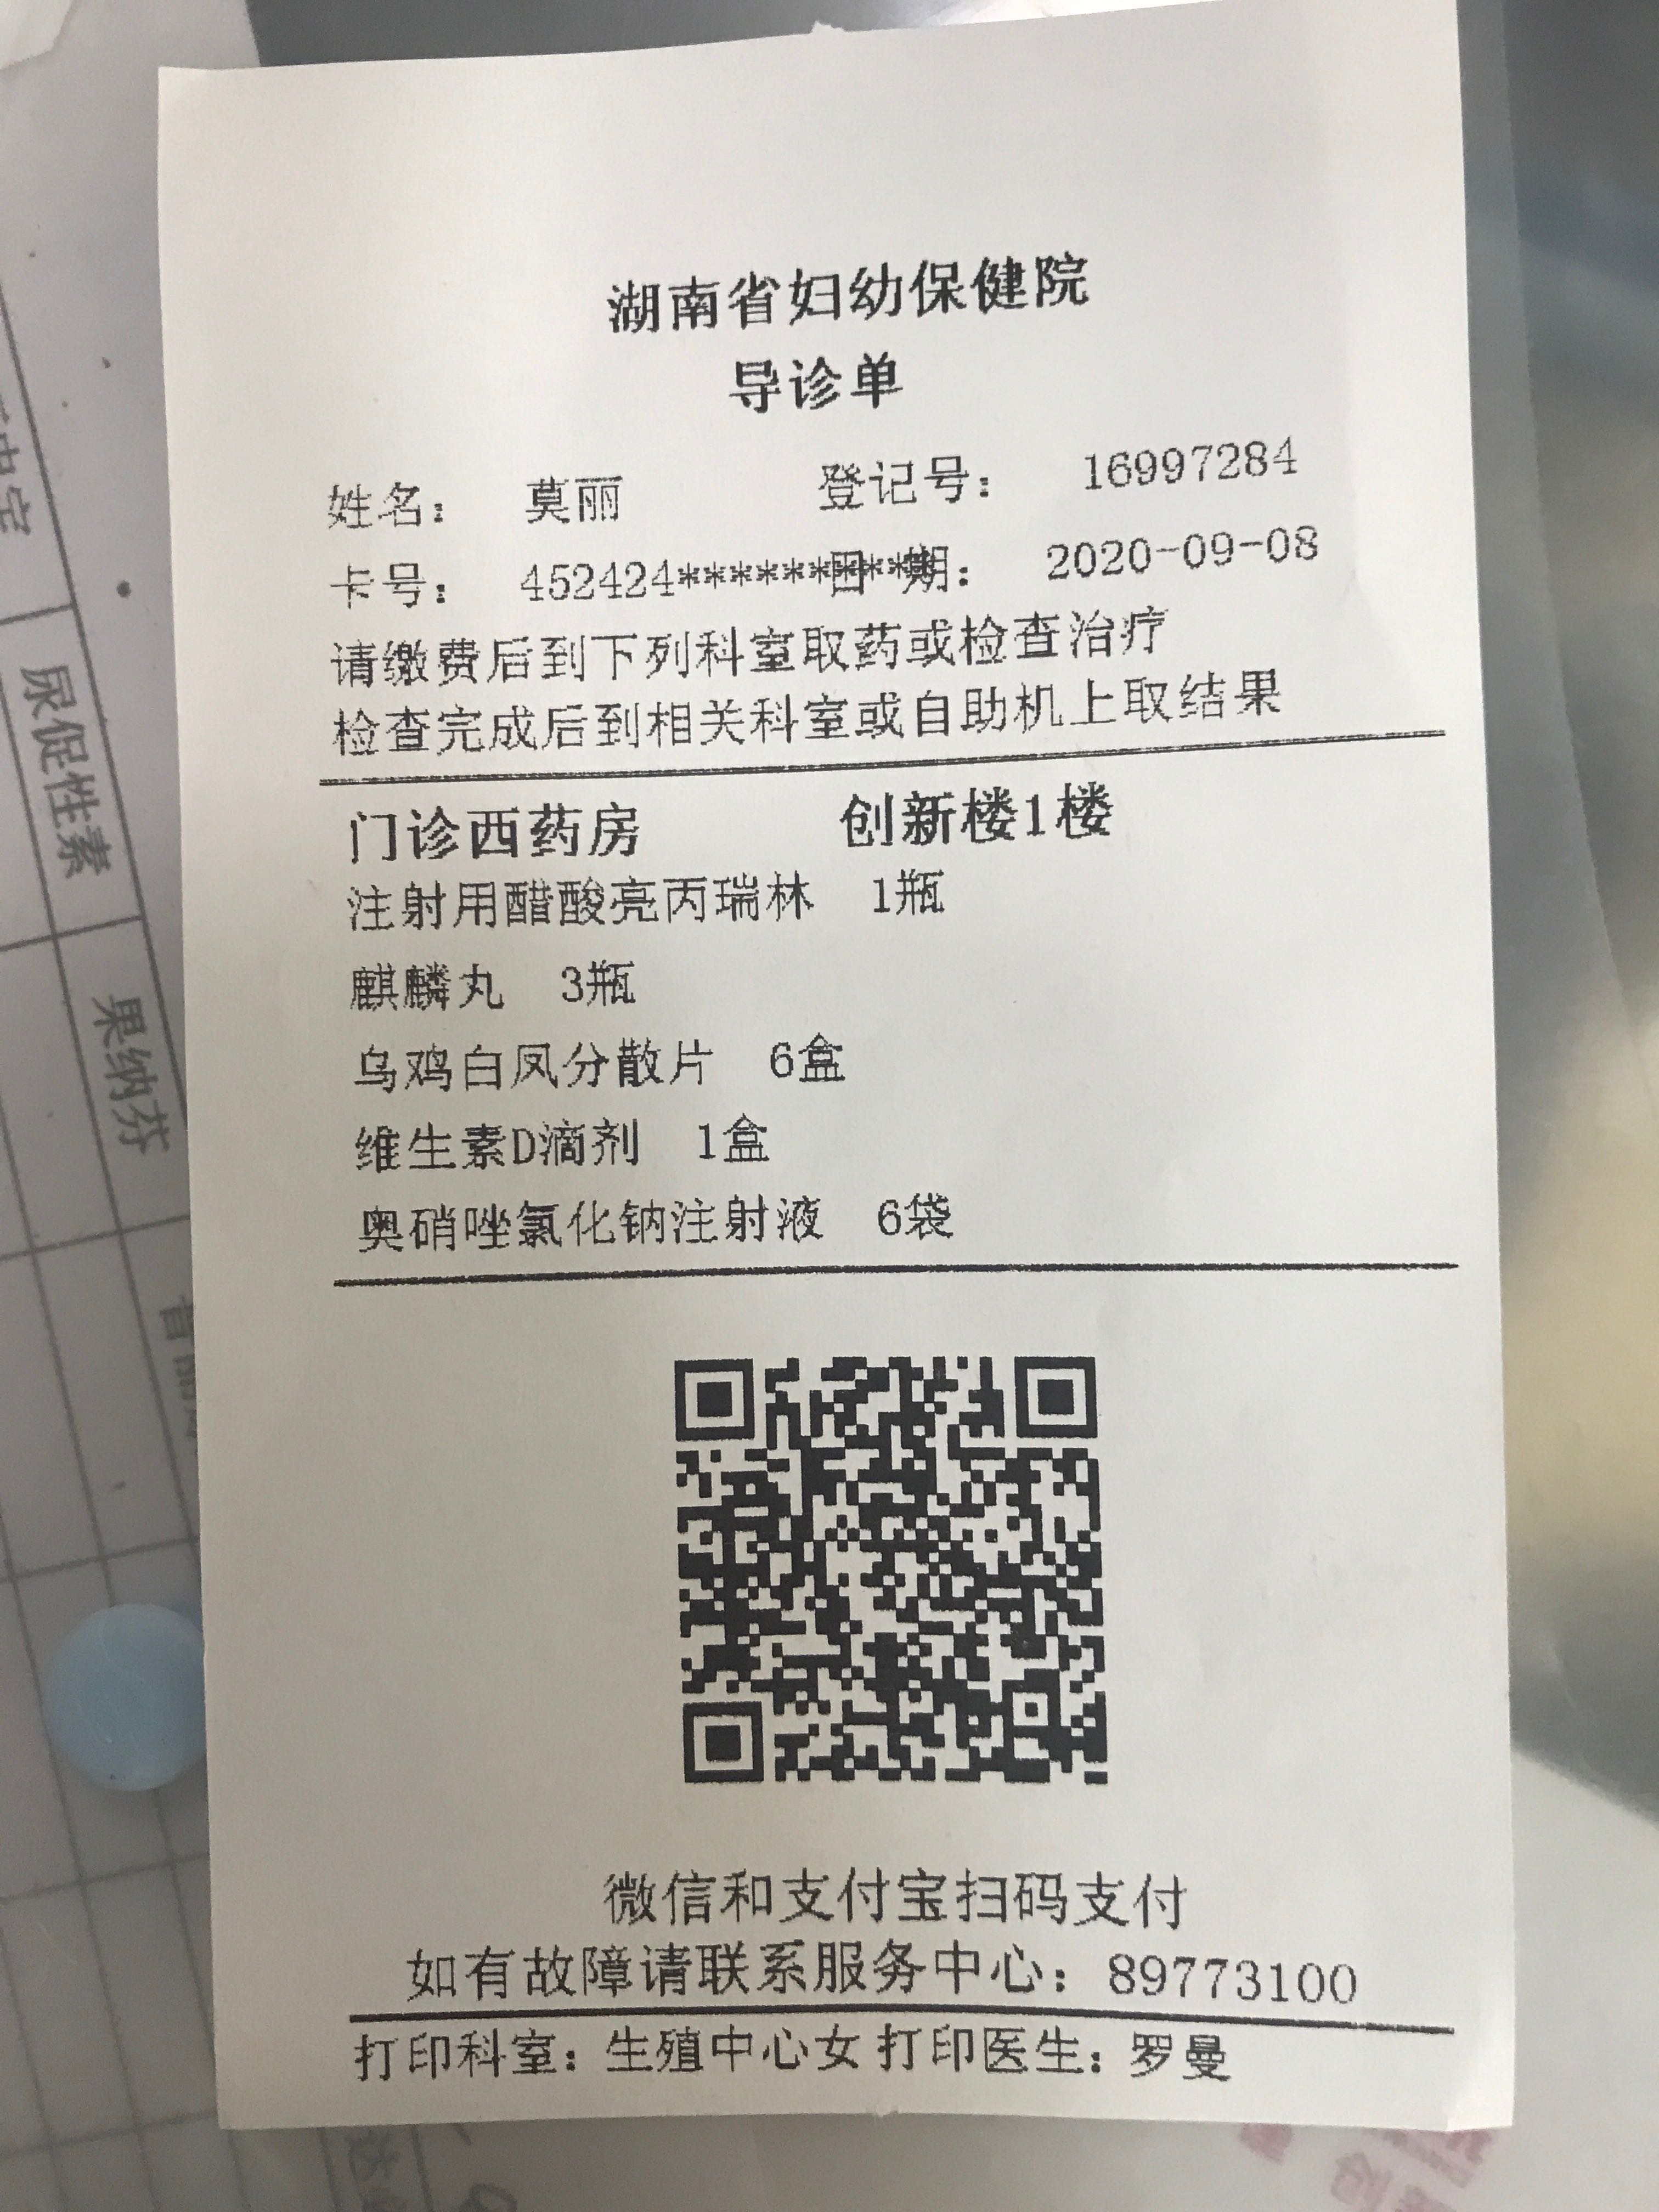 湖南省妇幼保健院
导诊单
姓名： 莫丽 登记号： 16997284
卡号： 452424********** 日 期： 2020-09-08
请缴费后到下列科室取药或检查治疗
检查完成后到相关科室或自助机上取结果
门诊西药房 创新楼1楼
注射用醋酸亮丙瑞林 1瓶
麒麟丸 3瓶
乌鸡白凤分散片 6盒
维生素D滴剂 1盒
奥硝唑氯化钠注射液 6袋
微信和支付宝扫码支付
如有故障请联系服务中心：89773100
打印科室：生殖中心女 打印医生：罗曼
尿促性素
果纳芬